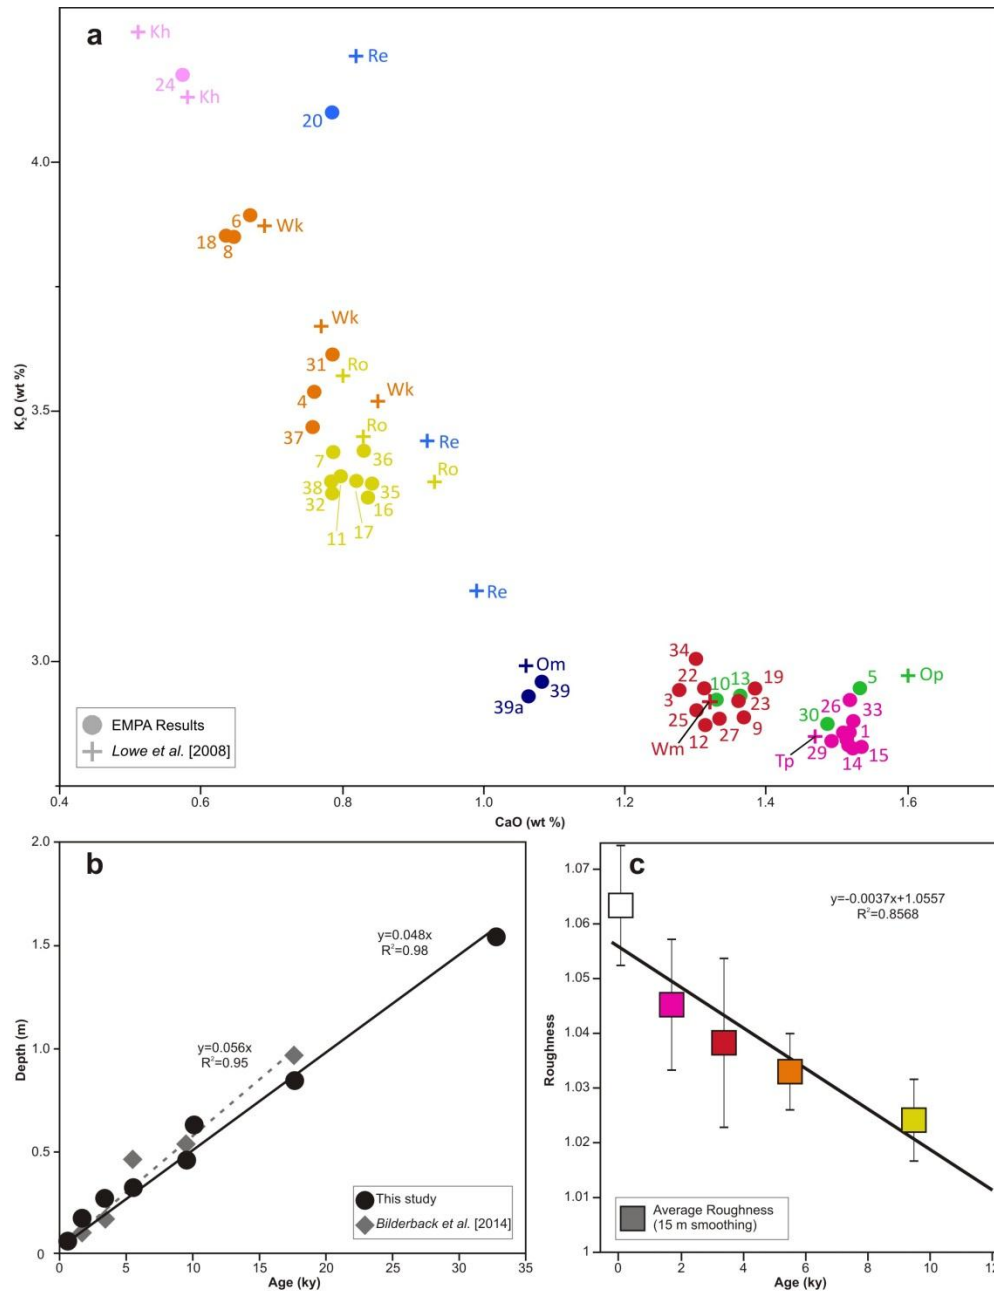 a
Kh
24
Kh
Re
20
4.0
6
Wk
18
8
Wk
31
Ro
4
Wk
3.5
37
Ro
7
36
Re
Ro
38
35
32
16
11
17
K₂O (wt %)
Re
3.0
34
Om
39
39a
22
10
13
19
3
23
25
Wm
12
27
9
5
Op
26
33
30
1
Tp
29
14
15
EMPA Results
Lowe et al. [2008]
0.4
0.6
0.8
1.0
1.2
1.4
1.6
CaO (wt %)
b
2.0
1.5
1.0
0.5
0
Depth (m)
y=0.048x
R²=0.98
y=0.056x
R²=0.95
This study
Bilderback et al. [2014]
0
5
10
15
20
25
30
35
Age (ky)
c
1.07
1.06
1.05
1.04
1.03
1.02
1.01
1
Roughness
y=-0.0037x+1.0557
R²=0.8568
Average Roughness
(15 m smoothing)
0
2
4
6
8
10
12
Age (ky)